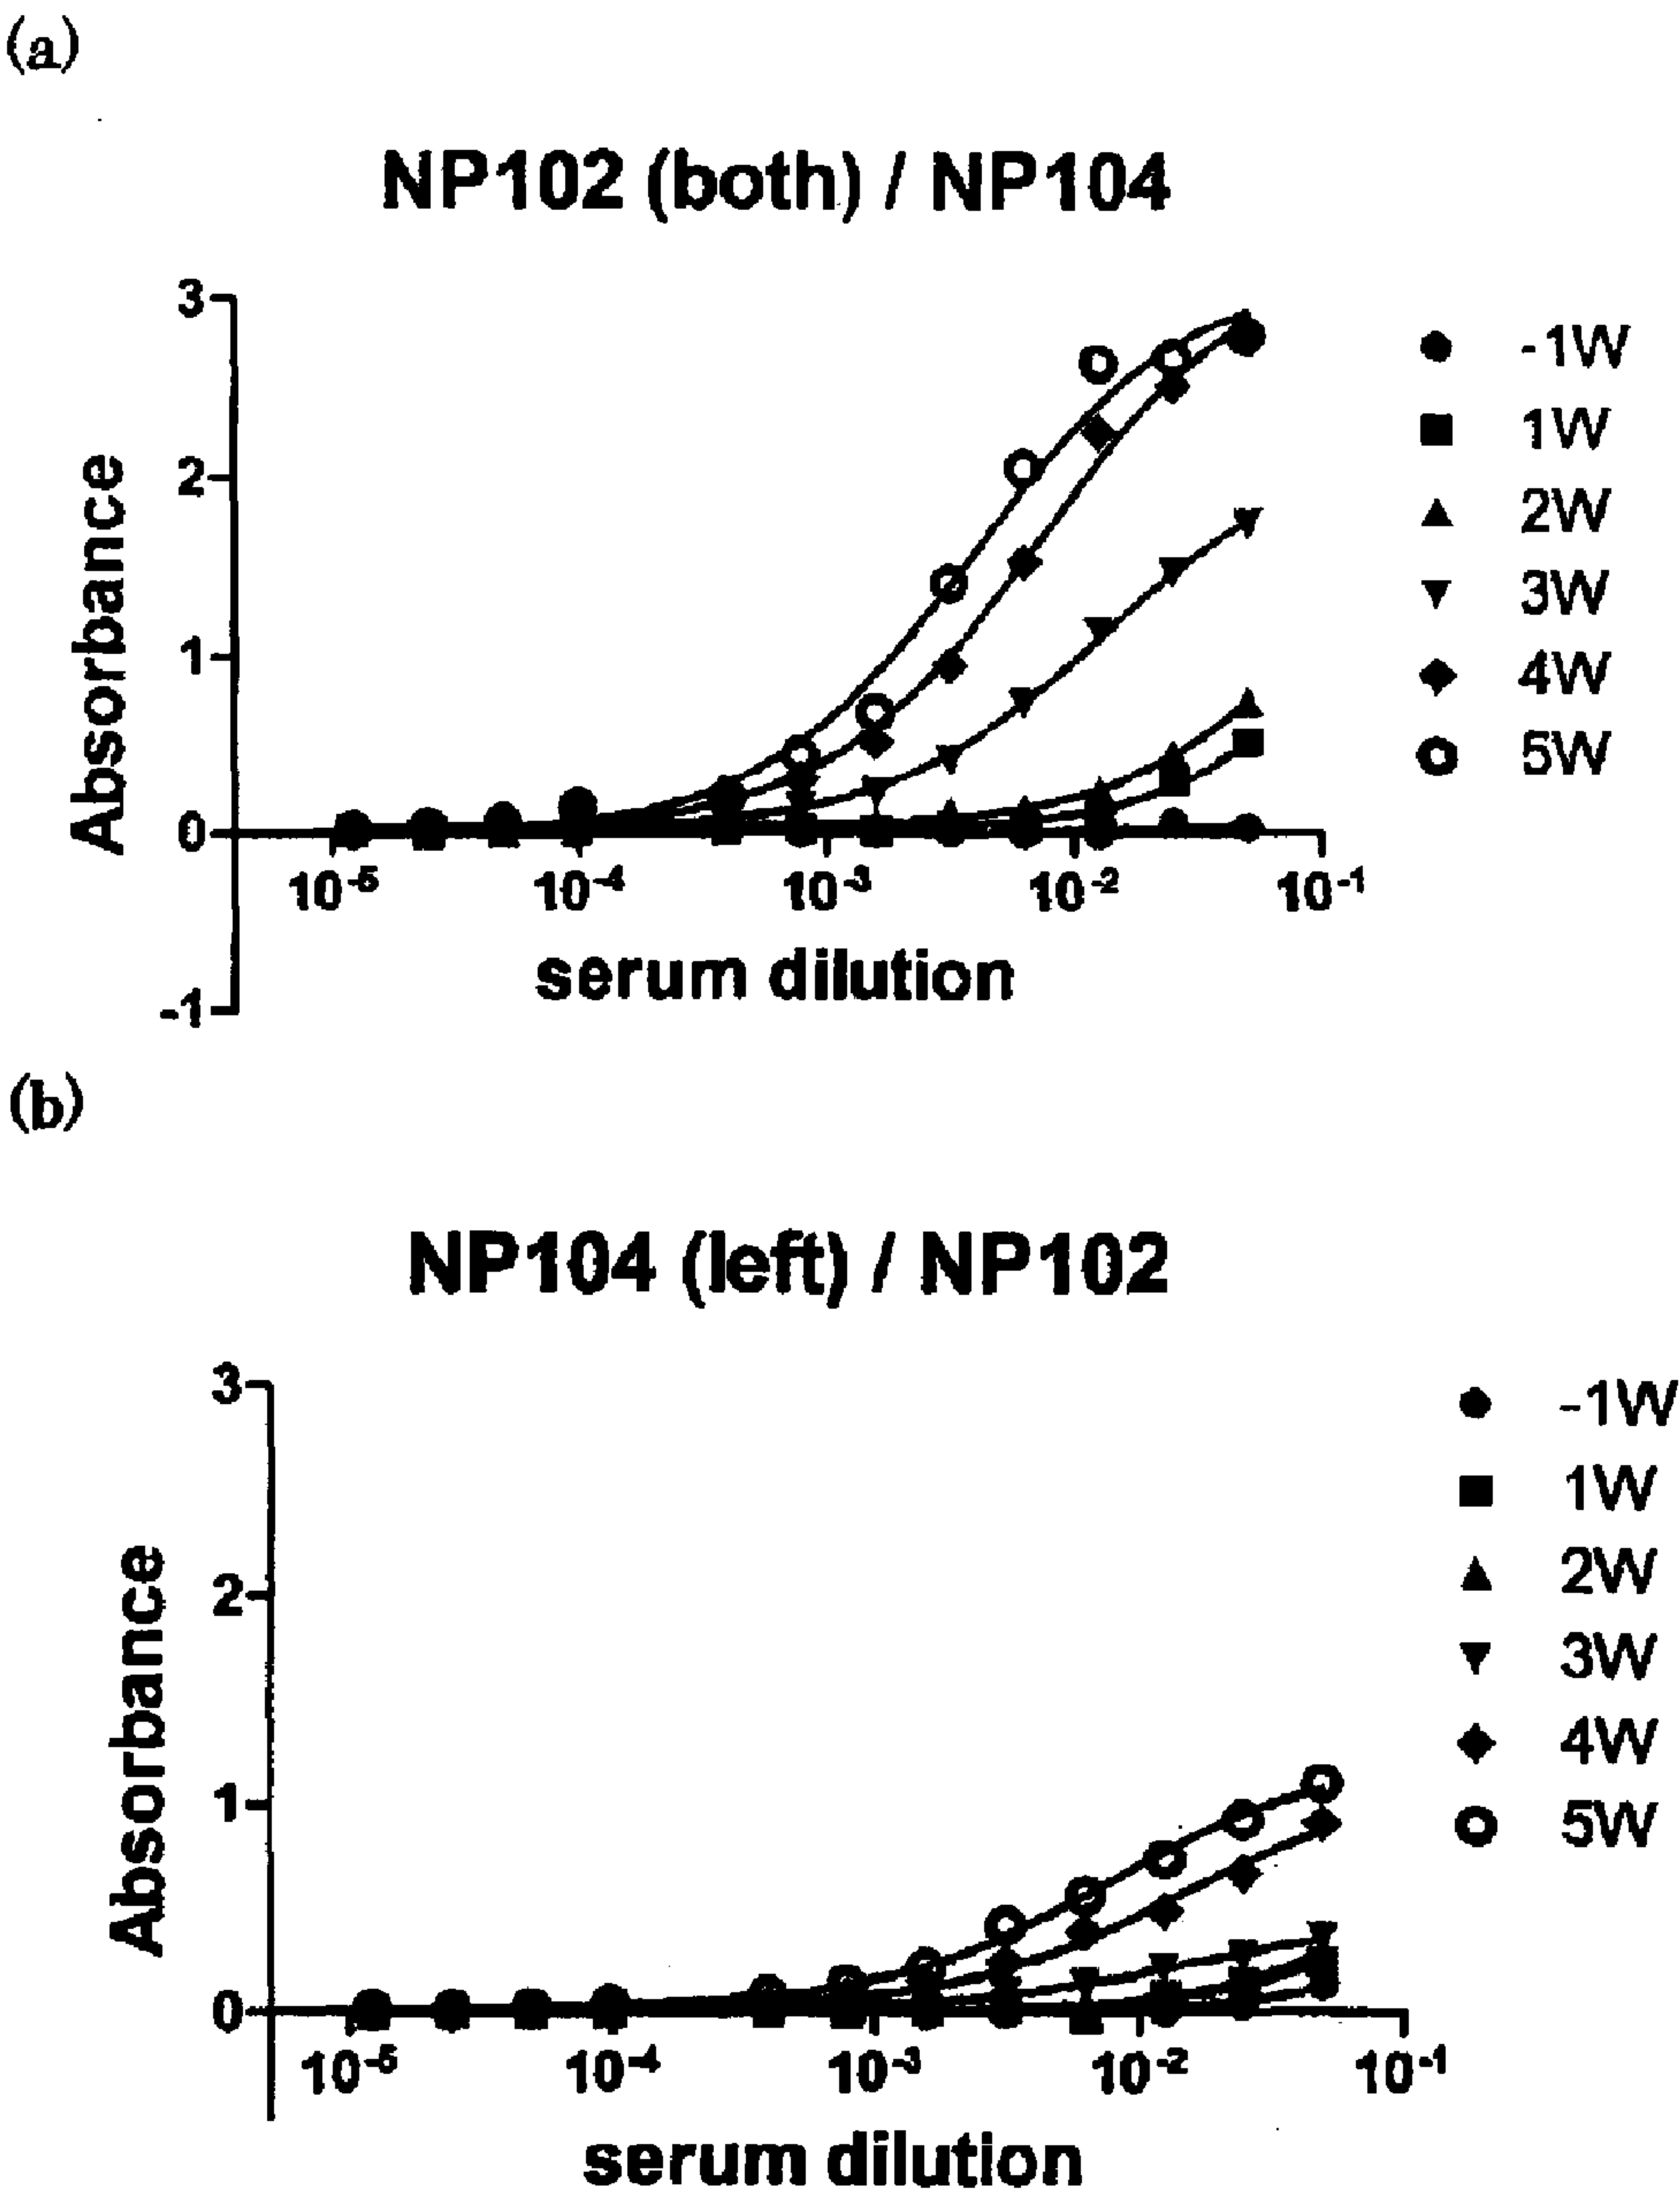 (a)
NP102 (both) / NP104
3
2
1
0
-1
Absorbance
10-5 10-4 10-3 10-2 10-1
serum dilution
-1W
1W
2W
3W
4W
5W
(b)
NP104 (left) / NP102
3
2
1
0
Absorbance
10-5 10-4 10-3 10-2 10-1
serum dilution
-1W
1W
2W
3W
4W
5W